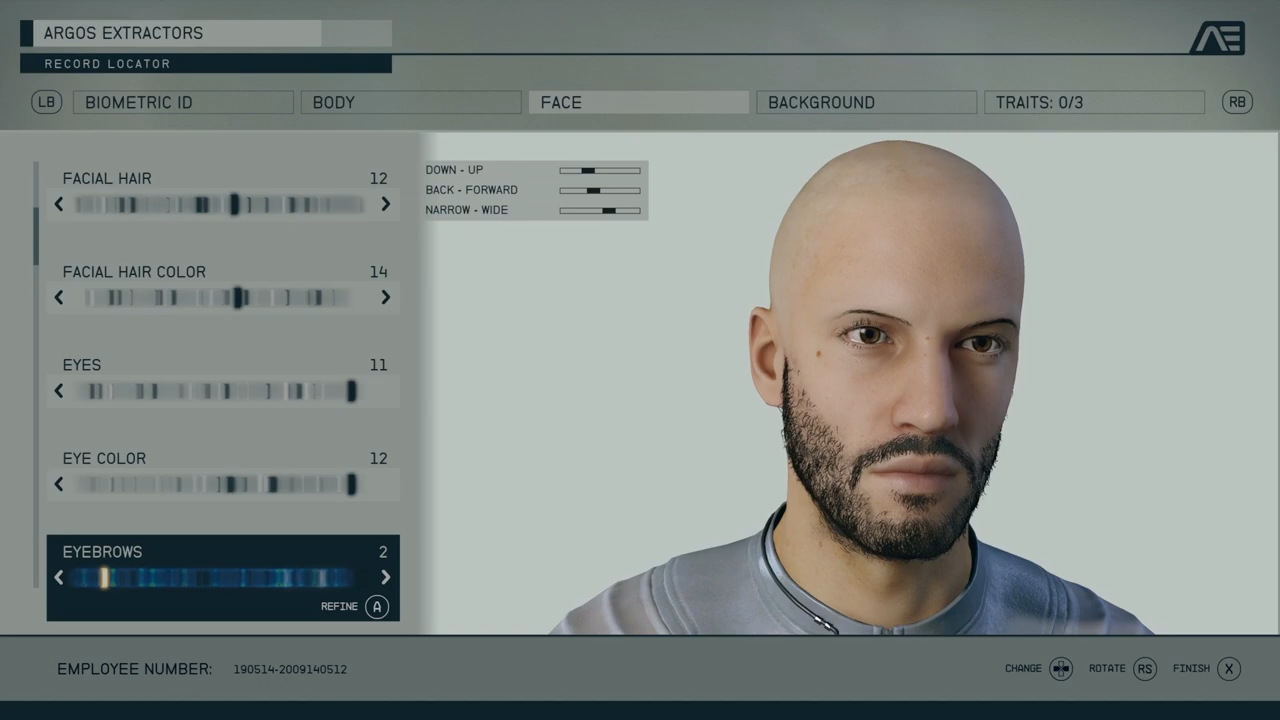 ARGOS EXTRACTORS
RECORD LOCATOR
LB BIOMETRIC ID BODY FACE BACKGROUND TRAITS: 0/3 RB
FACIAL HAIR 12
FACIAL HAIR COLOR 14
EYES 11
EYE COLOR 12
EYEBROWS 2
REFINE A
DOWN - UP
BACK - FORWARD
NARROW - WIDE
EMPLOYEE NUMBER: 190514-2009140512
CHANGE ROTATE RS FINISH X